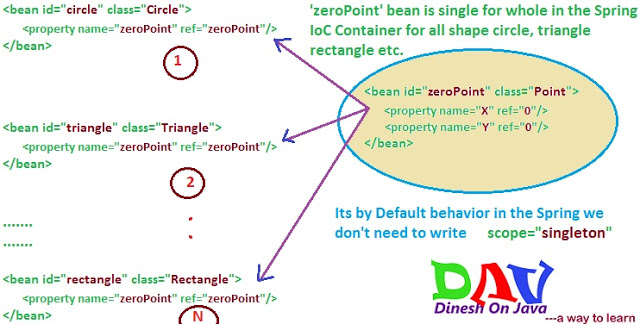 <bean id="circle" class="Circle">
<property name="zeroPoint" ref="zeroPoint"/>
</bean>
1
'zeroPoint' bean is single for whole in the Spring
IoC Container for all shape circle, triangle
rectangle etc.
<bean id="zeroPoint" class="Point">
<property name="X" ref="0"/>
<property name="Y" ref="0"/>
</bean>
<bean id="triangle" class="Triangle">
<property name="zeroPoint" ref="zeroPoint"/>
</bean>
2
.......
.......
Its by Default behavior in the Spring we
don't need to write scope="singleton"
<bean id="rectangle" class="Rectangle">
<property name="zeroPoint" ref="zeroPoint"/>
</bean>
N
DAV
Dinesh On Java
---a way to learn